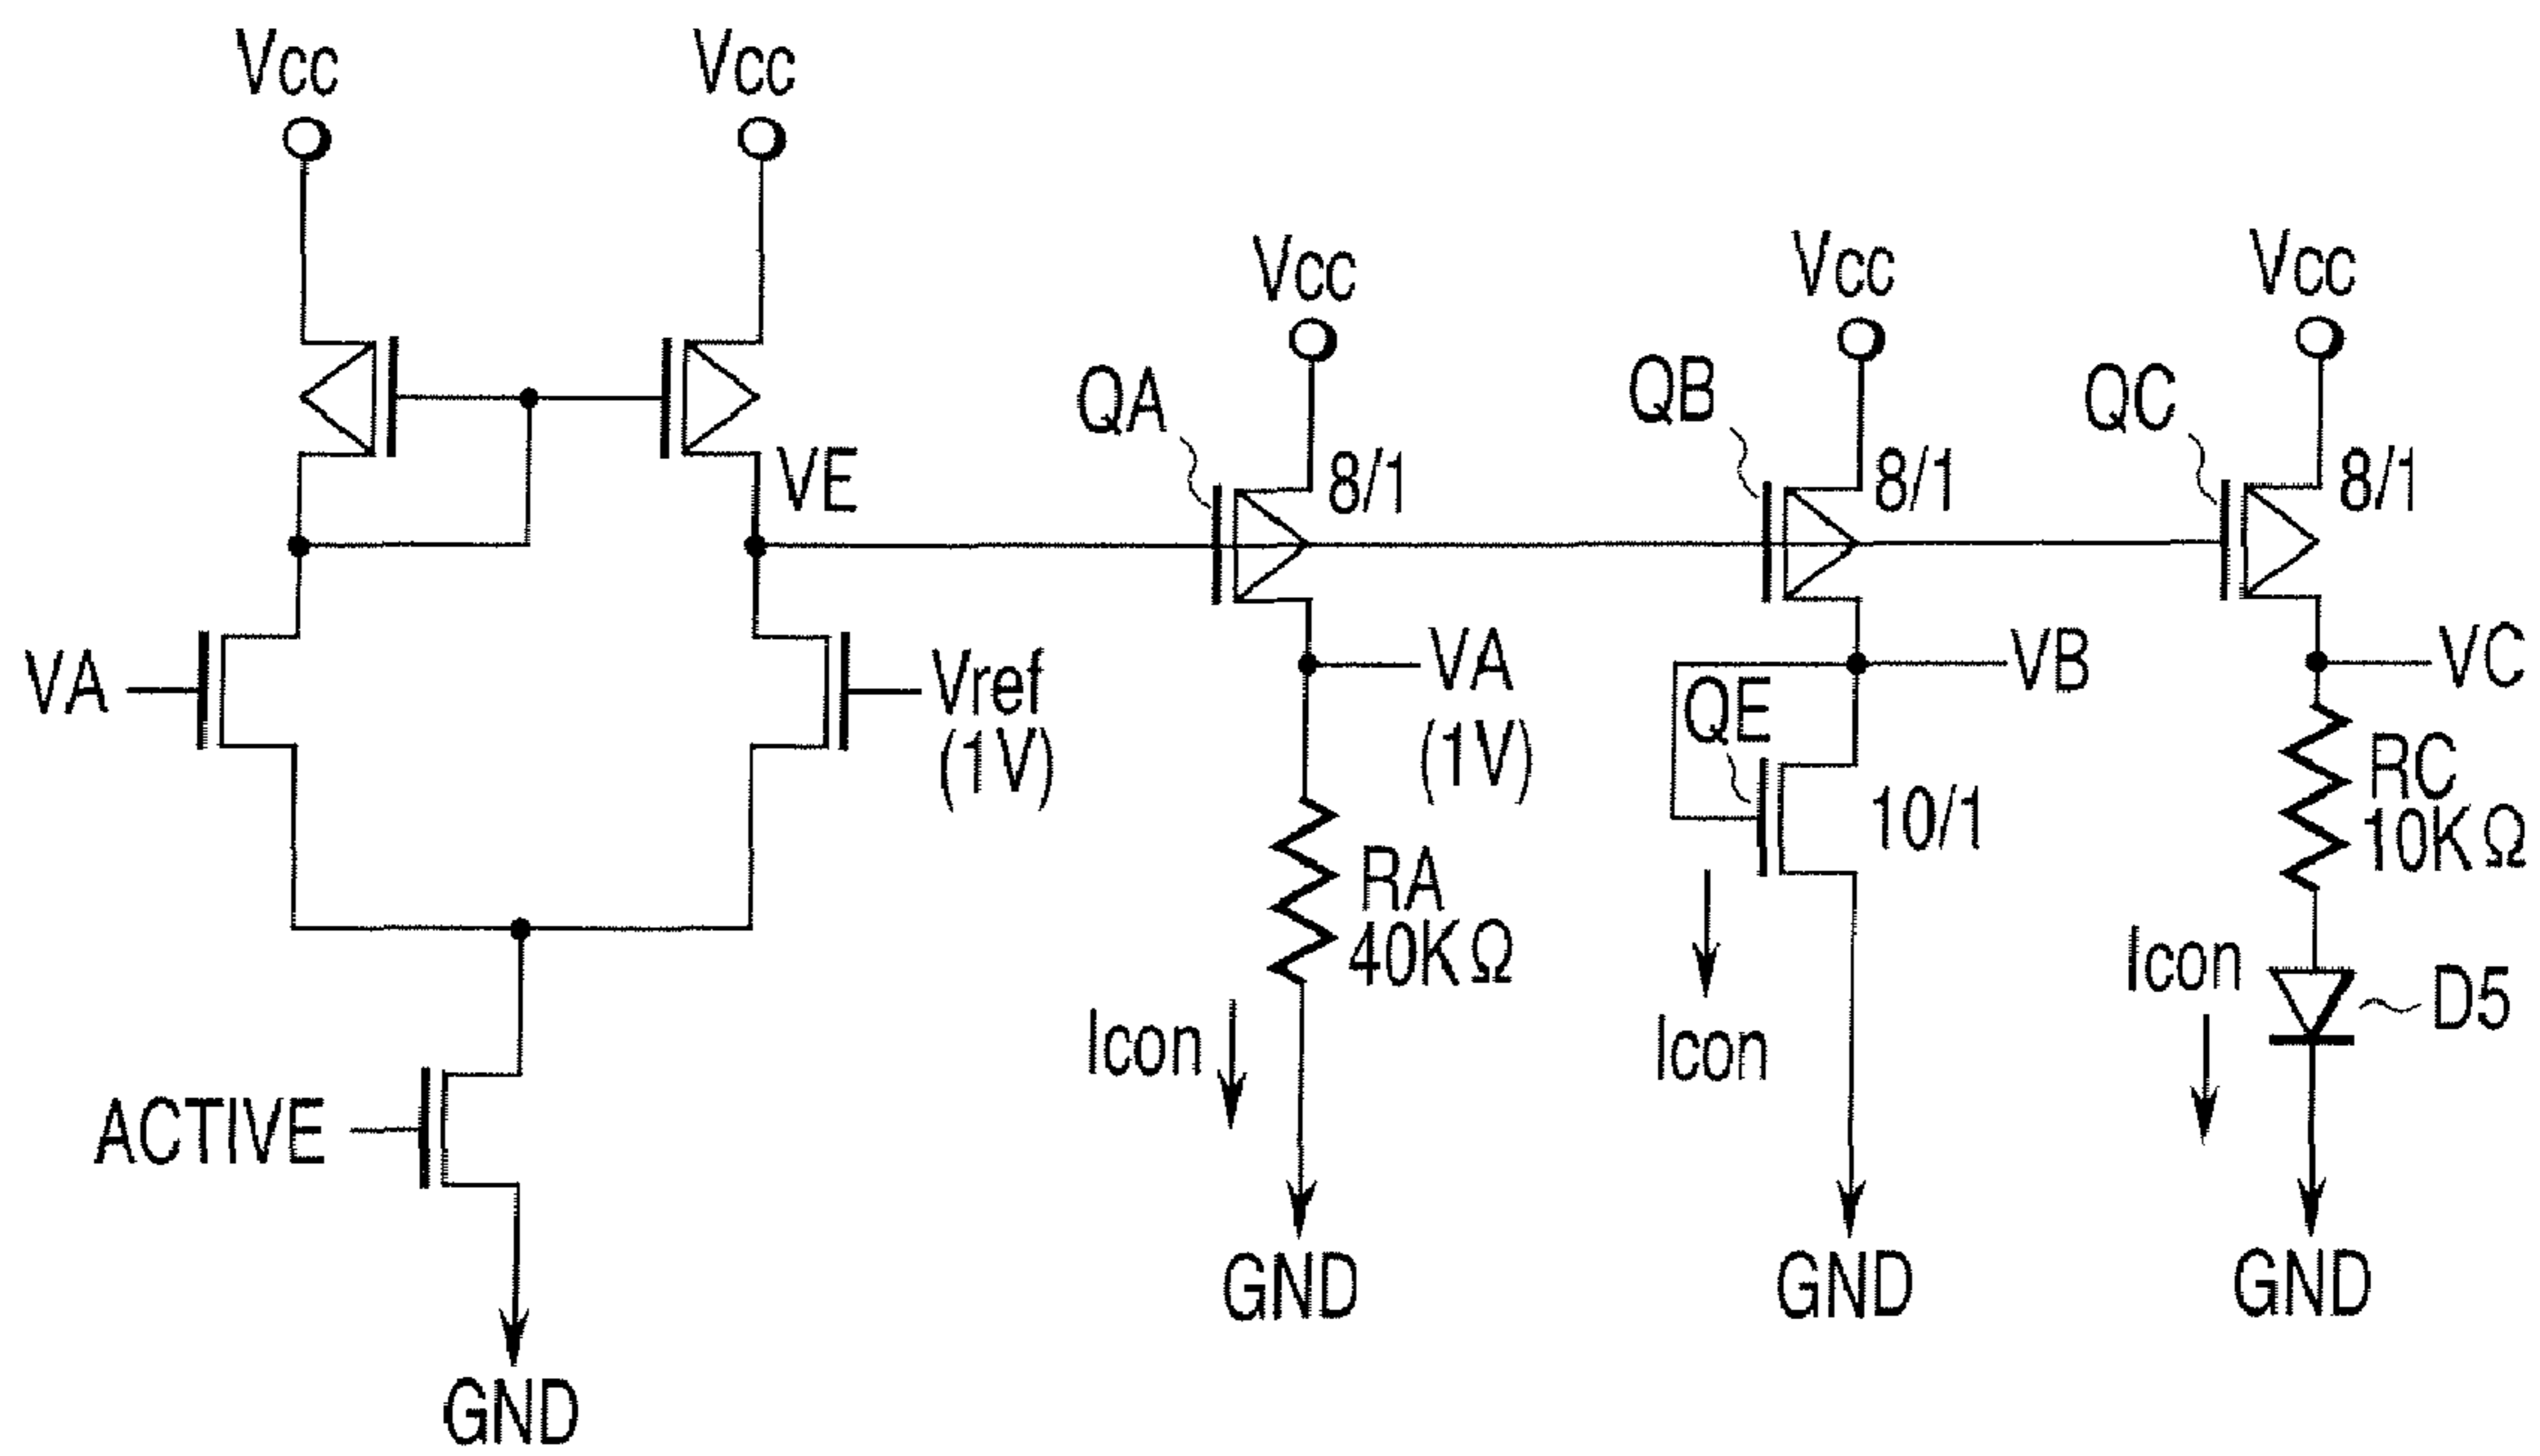 Vcc
Vcc
Vcc
Vcc
Vcc
QA
QB
QC
8/1
8/1
8/1
VE
VA
Vref
(1V)
VA
(1V)
VB
VC
QE
10/1
RA
40KΩ
RC
10KΩ
Icon
Icon
Icon
D5
ACTIVE
GND
GND
GND
GND